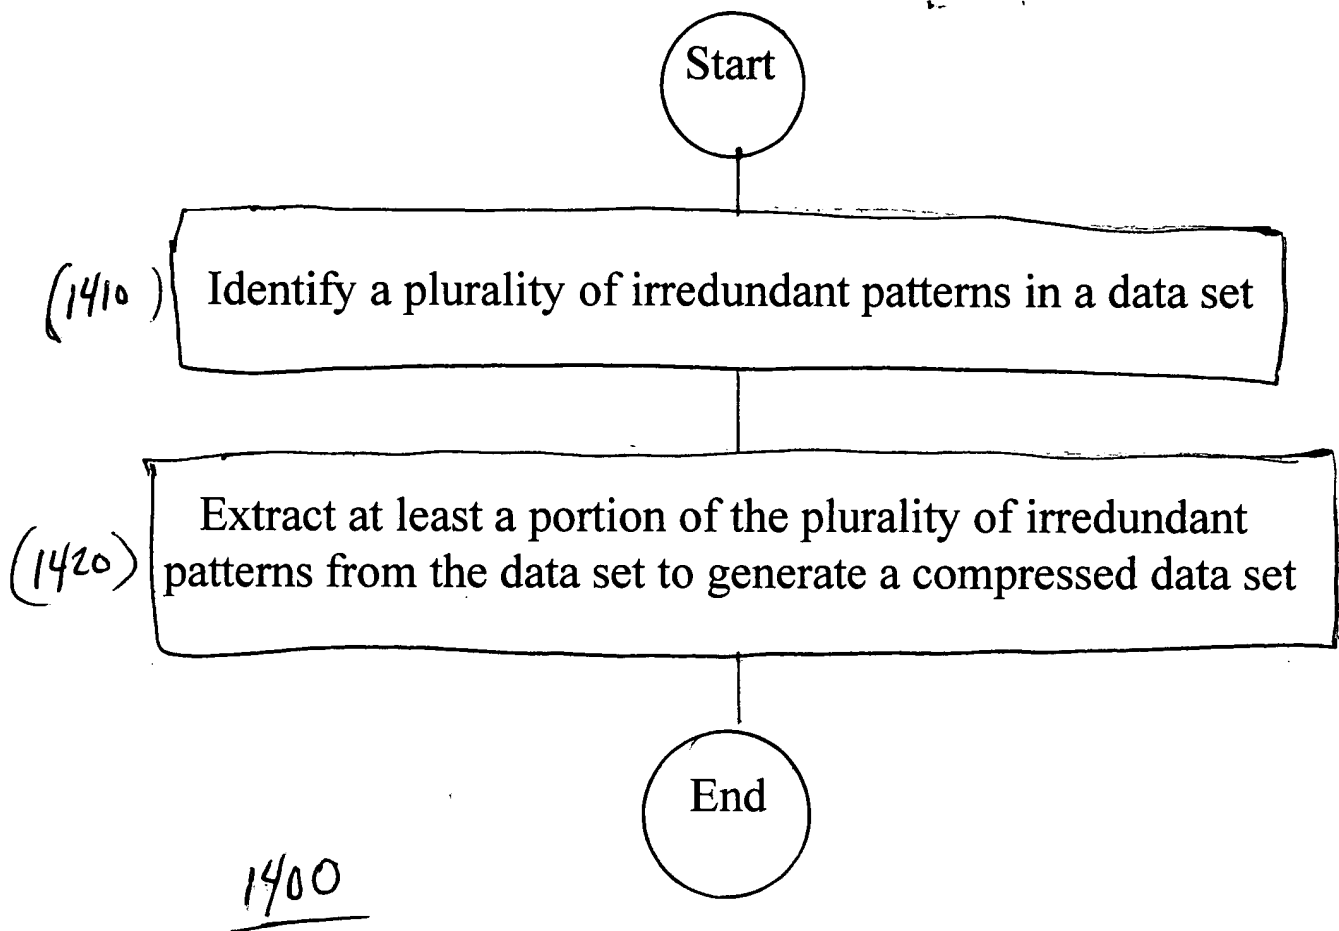 Start
(1410)
Identify a plurality of irredundant patterns in a data set
(1420)
Extract at least a portion of the plurality of irredundant
patterns from the data set to generate a compressed data set
End
1400